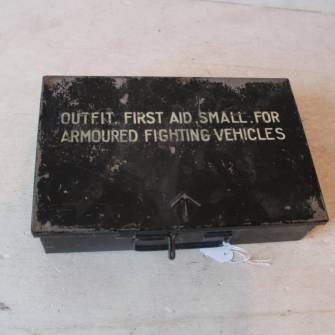 OUTFIT, FIRST AID, SMALL, FOR
ARMOURED FIGHTING VEHICLES